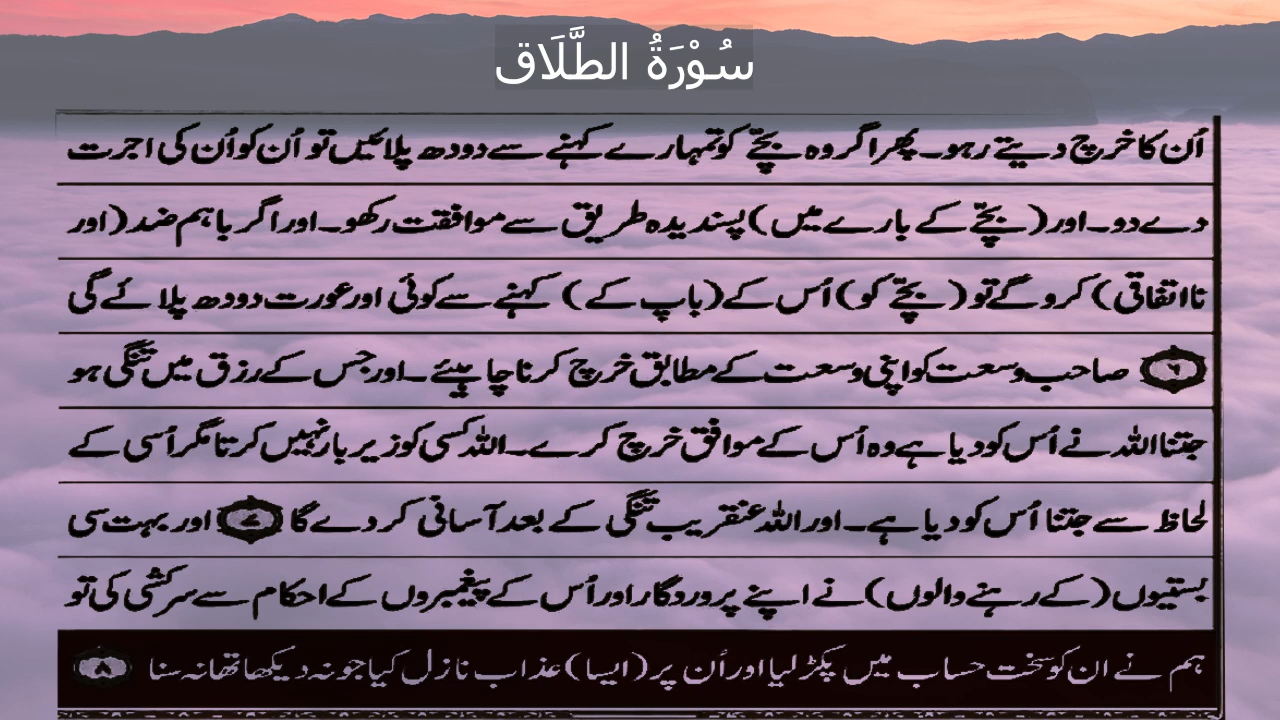 سُوْرَةُ الطَّلَاق
اُن کا خرچ دیتے رہو۔ پھر اگر وہ بچّے کو تمہارے کہنے سے دودھ پلائیں تو اُن کو اُن کی اجرت
دے دو۔ اور (بچّے کے بارے میں) پسندیدہ طریق سے موافقت رکھو۔ اور اگر باہم ضد (اور
نااتفاقی) کرو گے تو (بچّے کو) اُس کے (باپ کے) کہنے سے کوئی اور عورت دودھ پلائے گی
۶ صاحب وسعت کو اپنی وسعت کے مطابق خرچ کرنا چاہیئے۔ اور جس کے رزق میں تنگی ہو
جتنا اللہ نے اُس کو دیا ہے وہ اُس کے موافق خرچ کرے۔ اللہ کسی کو زیر بار نہیں کرتا مگر اُسی کے
لحاظ سے جتنا اُس کو دیا ہے۔ اور اللہ عنقریب تنگی کے بعد آسانی کر دے گا ۷ اور بہت سی
بستیوں (کے رہنے والوں) نے اپنے پروردگار اور اُس کے پیغمبروں کے احکام سے سرکشی کی تو
ہم نے ان کو سخت حساب میں پکڑ لیا اور اُن پر (ایسا) عذاب نازل کیا جو نہ دیکھا تھا نہ سنا ۸